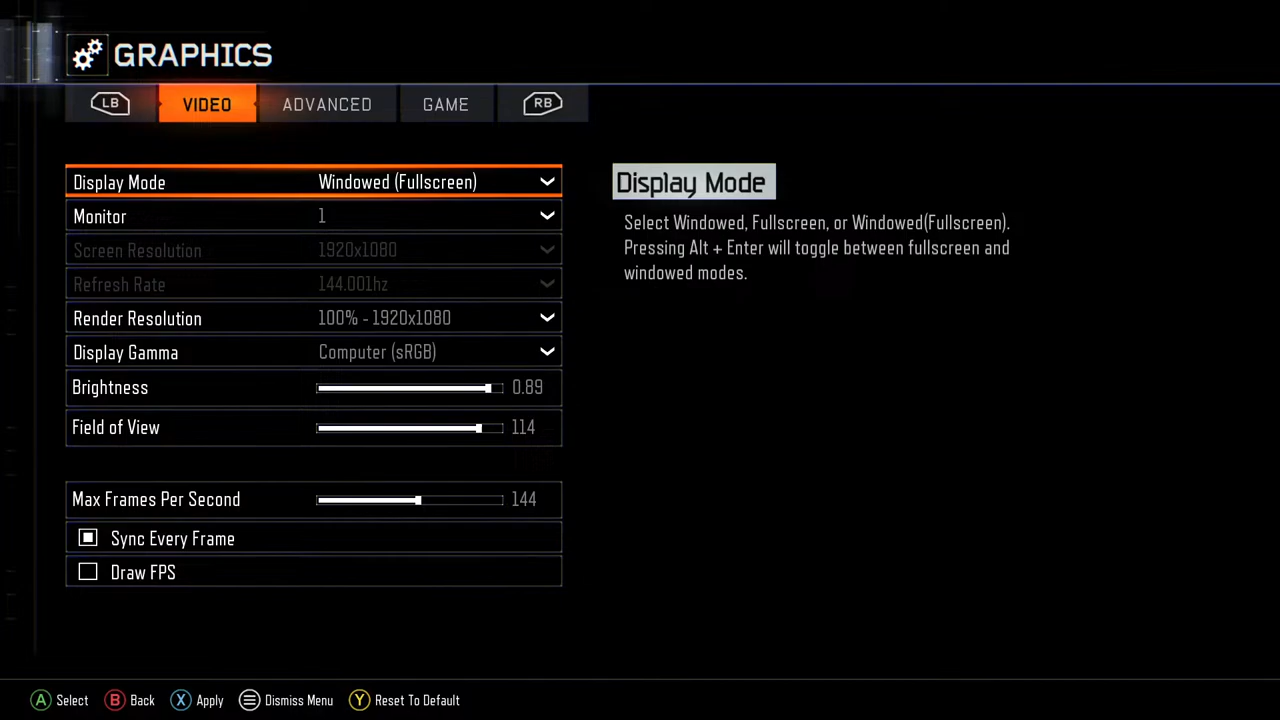 GRAPHICS
LB VIDEO ADVANCED GAME RB
Display Mode Windowed (Fullscreen)
Monitor 1
Screen Resolution 1920x1080
Refresh Rate 144.001hz
Render Resolution 100% - 1920x1080
Display Gamma Computer (sRGB)
Brightness 0.89
Field of View 114
Max Frames Per Second 144
Sync Every Frame
Draw FPS
Display Mode
Select Windowed, Fullscreen, or Windowed(Fullscreen).
Pressing Alt + Enter will toggle between fullscreen and
windowed modes.
A Select B Back X Apply Dismiss Menu Y Reset To Default